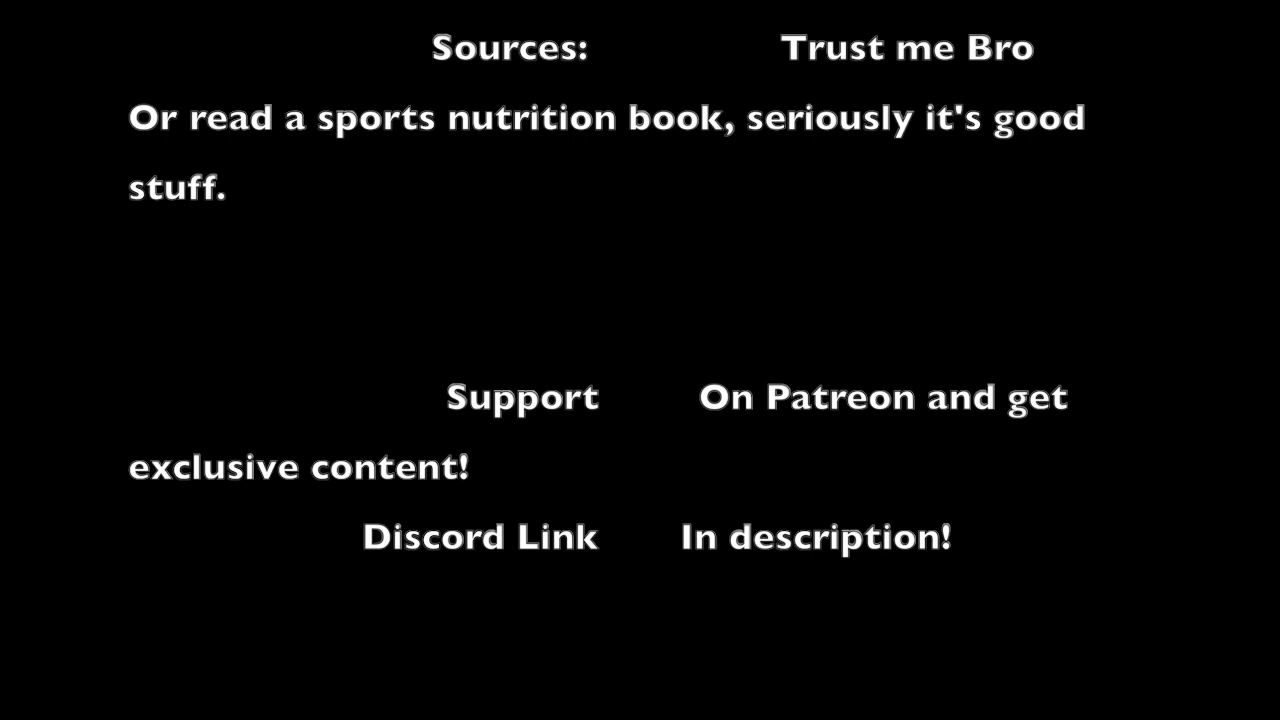 Sources: Trust me Bro
Or read a sports nutrition book, seriously it's good
stuff.
Support On Patreon and get
exclusive content!
Discord Link In description!